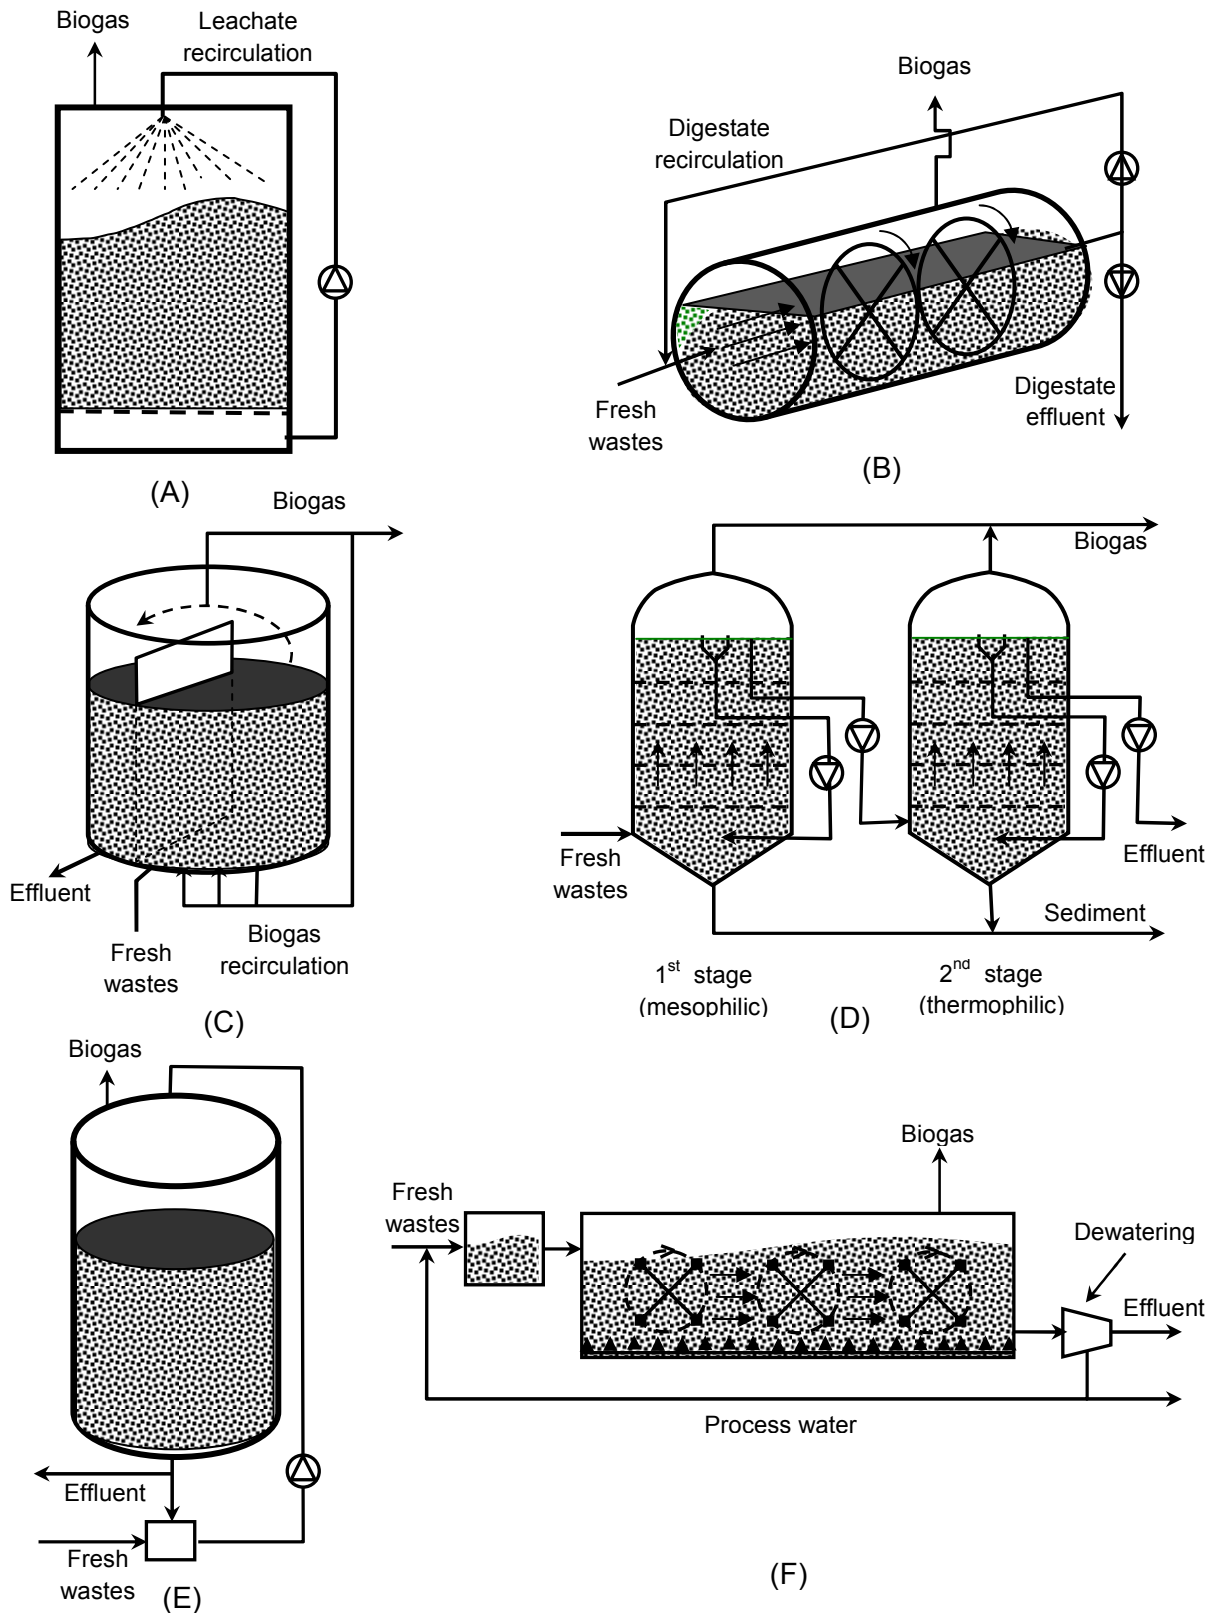 Biogas
Leachate
recirculation
(A)
Biogas
Digestate
recirculation
Fresh
wastes
Digestate
effluent
(B)
Biogas
Effluent
Fresh
wastes
Biogas
recirculation
(C)
Biogas
Fresh
wastes
Effluent
Sediment
1st stage
(mesophilic)
2nd stage
(thermophilic)
(D)
Biogas
Effluent
Fresh
wastes
(E)
Biogas
Fresh
wastes
Dewatering
Effluent
Process water
(F)